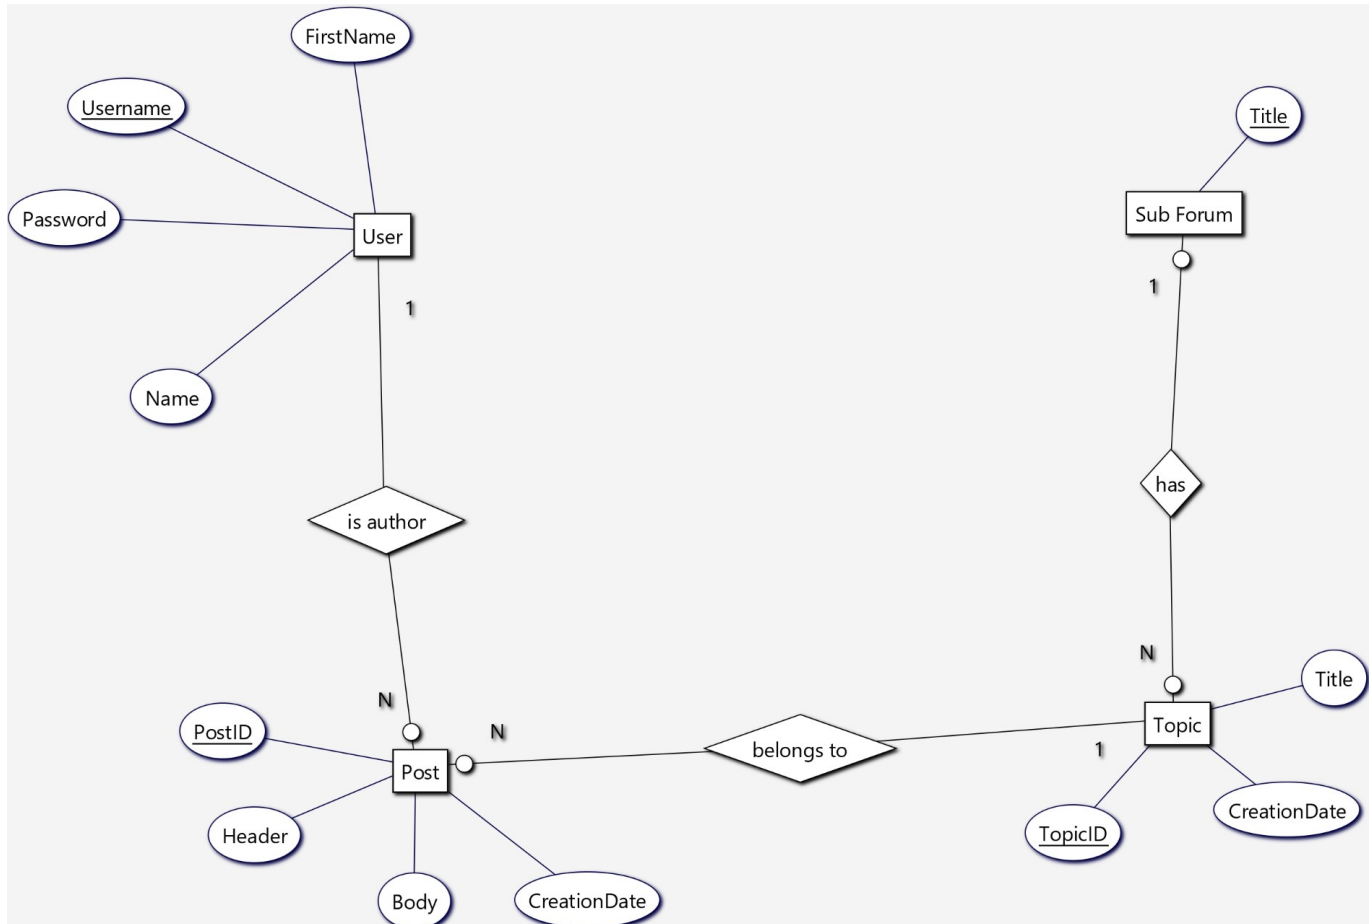 FirstName
Username
Title
Password
Sub Forum
User
1
1
Name
has
is author
N
Title
N
PostID
N
Topic
belongs to
1
Post
CreationDate
Header
TopicID
Body
CreationDate